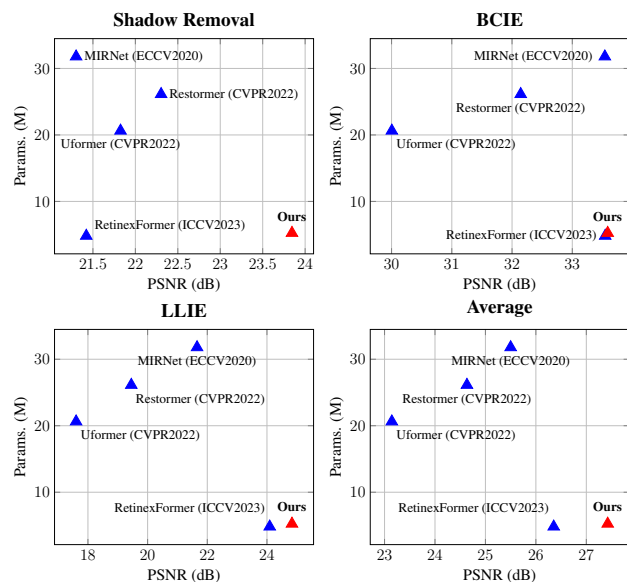 Shadow Removal
30
20
10
Params. (M)
MIRNet (ECCV2020)
Restormer (CVPR2022)
Uformer (CVPR2022)
RetinexFormer (ICCV2023)
Ours
21.5 22 22.5 23 23.5 24
PSNR (dB)
BCIE
30
20
10
Params. (M)
MIRNet (ECCV2020)
Restormer (CVPR2022)
Uformer (CVPR2022)
Ours
RetinexFormer (ICCV2023)
30 31 32 33
PSNR (dB)
LLIE
30
20
10
Params. (M)
MIRNet (ECCV2020)
Restormer (CVPR2022)
Uformer (CVPR2022)
RetinexFormer (ICCV2023)
Ours
18 20 22 24
PSNR (dB)
Average
30
20
10
Params. (M)
MIRNet (ECCV2020)
Restormer (CVPR2022)
Uformer (CVPR2022)
RetinexFormer (ICCV2023)
Ours
23 24 25 26 27
PSNR (dB)